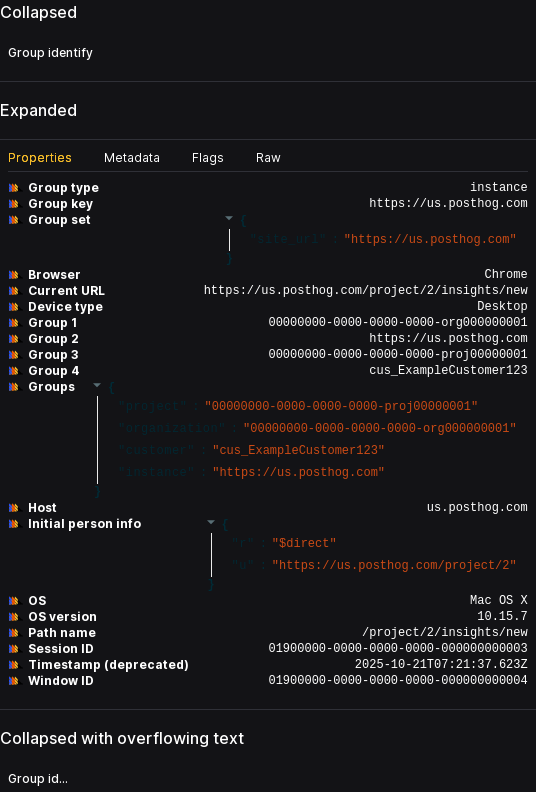 Collapsed
Group identify
Expanded
Properties Metadata Flags Raw
Group type instance
Group key https://us.posthog.com
Group set {
"site_url" : "https://us.posthog.com"
}
Browser Chrome
Current URL https://us.posthog.com/project/2/insights/new
Device type Desktop
Group 1 00000000-0000-0000-0000-org000000001
Group 2 https://us.posthog.com
Group 3 00000000-0000-0000-0000-proj00000001
Group 4 cus_ExampleCustomer123
Groups {
"project" : "00000000-0000-0000-0000-proj00000001"
"organization" : "00000000-0000-0000-0000-org000000001"
"customer" : "cus_ExampleCustomer123"
"instance" : "https://us.posthog.com"
}
Host us.posthog.com
Initial person info {
"r" : "$direct"
"u" : "https://us.posthog.com/project/2"
}
OS Mac OS X
OS version 10.15.7
Path name /project/2/insights/new
Session ID 01900000-0000-0000-0000-000000000003
Timestamp (deprecated) 2025-10-21T07:21:37.623Z
Window ID 01900000-0000-0000-0000-000000000004
Collapsed with overflowing text
Group id...